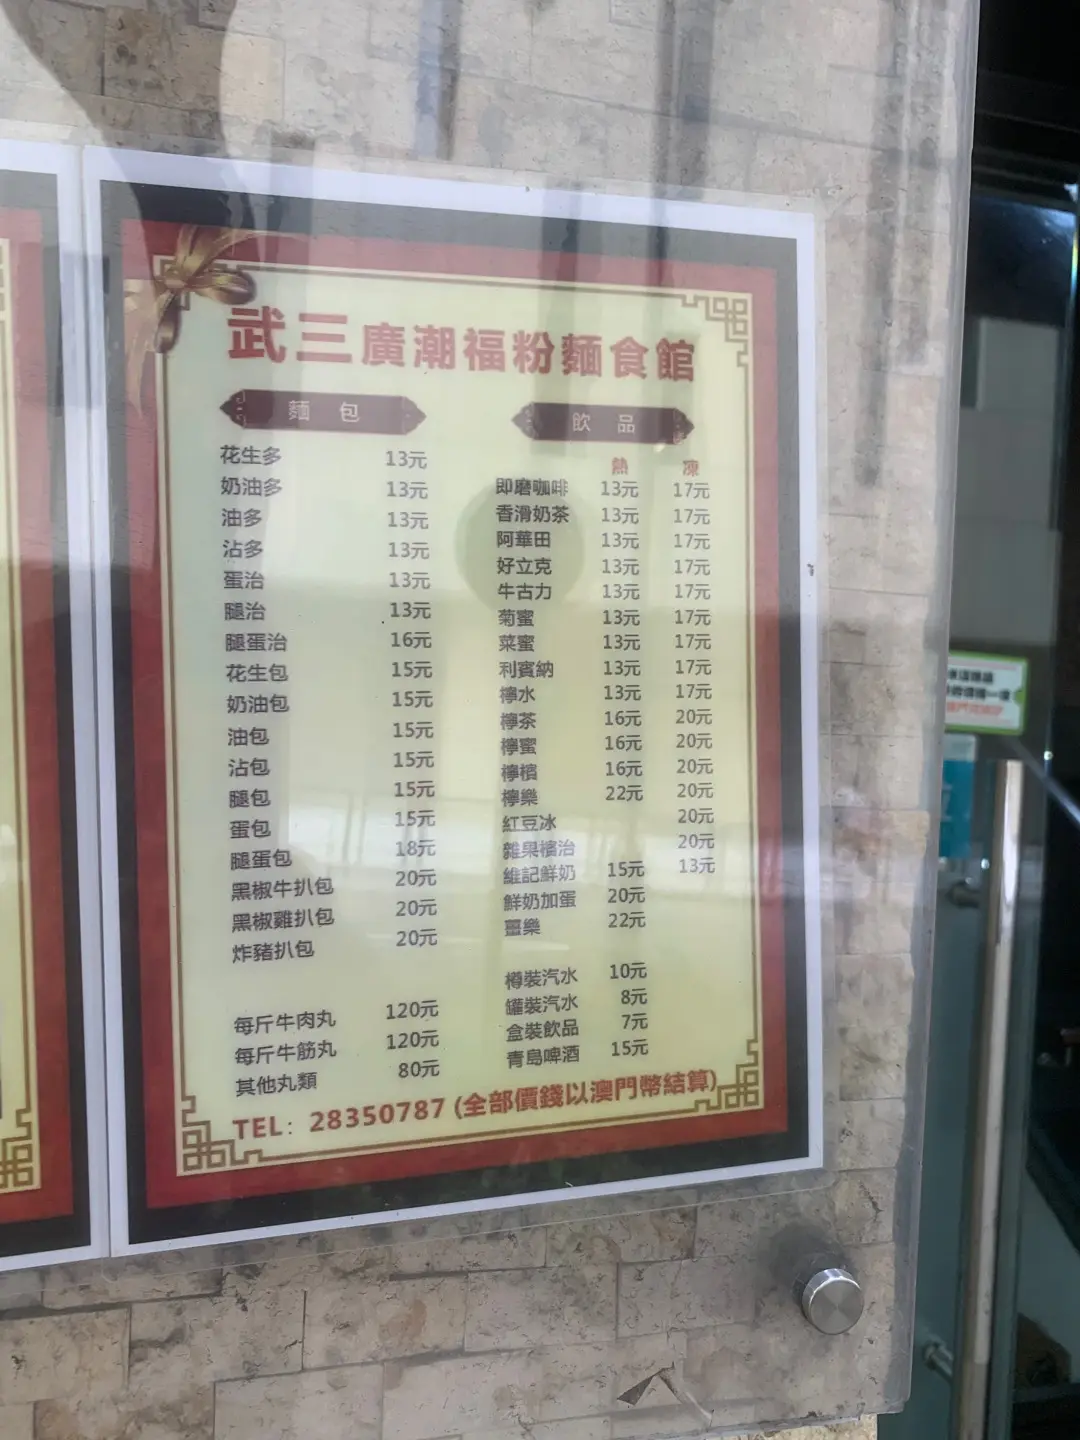 武三廣潮福粉麵食館
麵包
花生多 13元
奶油多 13元
油多 13元
沾多 13元
蛋治 13元
腿治 13元
腿蛋治 16元
花生包 15元
奶油包 15元
油包 15元
沾包 15元
腿包 15元
蛋包 15元
腿蛋包 18元
黑椒牛扒包 20元
黑椒雞扒包 20元
炸豬扒包 20元
每斤牛肉丸 120元
每斤牛筋丸 120元
其他丸類 80元
飲品
熱 凍
即磨咖啡 13元 17元
香滑奶茶 13元 17元
阿華田 13元 17元
好立克 13元 17元
牛古力 13元 17元
菊蜜 13元 17元
菜蜜 13元 17元
利賓納 13元 17元
檸水 13元 17元
檸茶 16元 20元
檸蜜 16元 20元
檸檳 16元 20元
檸樂 22元 20元
紅豆冰 20元
雜果檳治 20元
維記鮮奶 15元 13元
鮮奶加蛋 20元
薑樂 22元
樽裝汽水 10元
罐裝汽水 8元
盒裝飲品 7元
青島啤酒 15元
TEL: 28350787 (全部價錢以澳門幣結算)